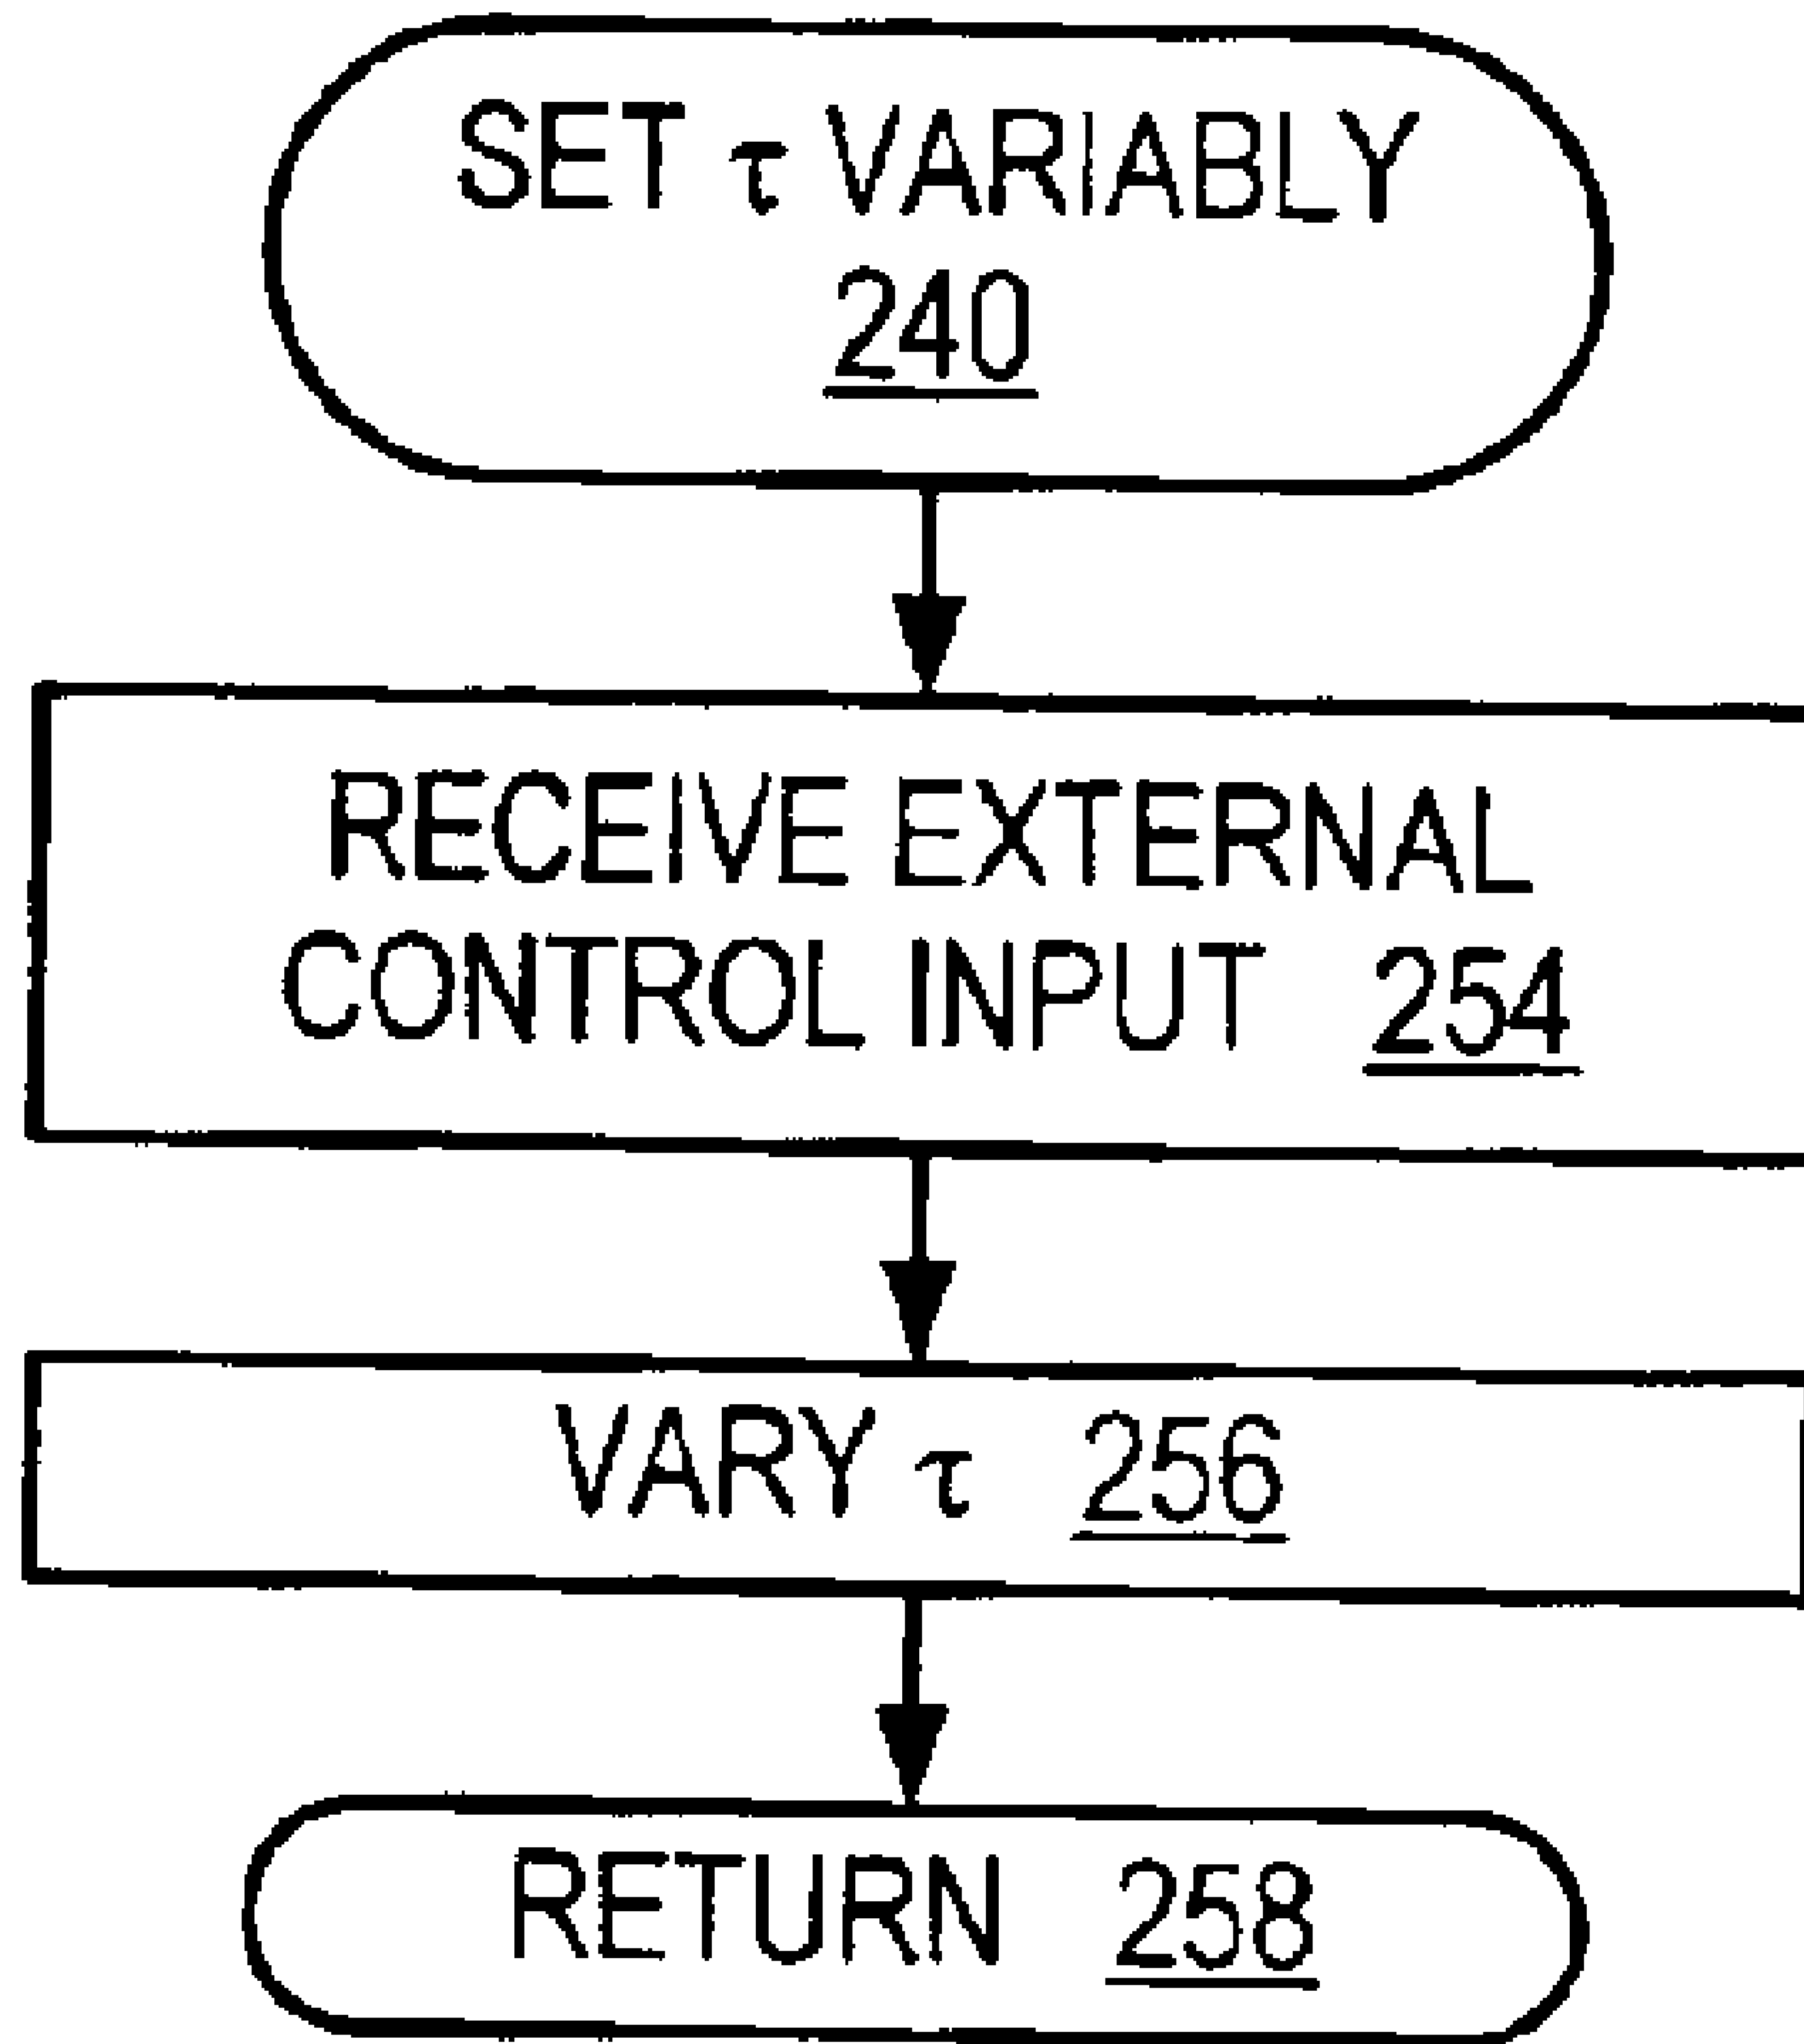 SET τ VARIABLY
240
RECEIVE EXTERNAL
CONTROL INPUT 254
VARY τ 256
RETURN 258